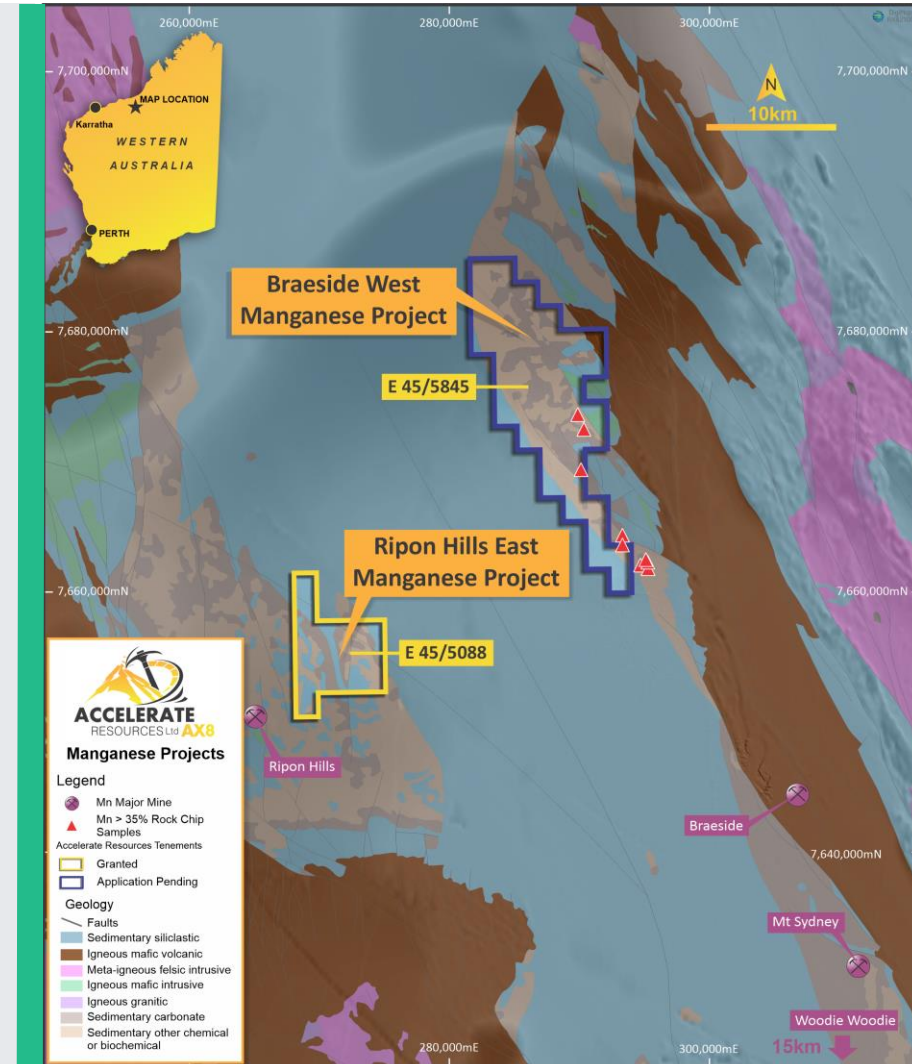 260,000mE
280,000mE
300,000mE
7,700,000mN
7,700,000mN
MAP LOCATION
Karratha
WESTERN
AUSTRALIA
PERTH
N
10km
Braeside West
Manganese Project
7,680,000mN
7,680,000mN
E 45/5845
Ripon Hills East
Manganese Project
7,660,000mN
7,660,000mN
E 45/5088
ACCELERATE
RESOURCES Ltd AX8
Manganese Projects
Legend
Mn Major Mine
Mn > 35% Rock Chip
Samples
Accelerate Resources Tenements
Granted
Application Pending
Geology
Faults
Sedimentary siliclastic
Igneous mafic volcanic
Meta-igneous felsic intrusive
Igneous mafic intrusive
Igneous granitic
Sedimentary carbonate
Sedimentary other chemical
or biochemical
Ripon Hills
Braeside
7,640,000mN
Mt Sydney
Woodie Woodie
15km
280,000mE
300,000mE